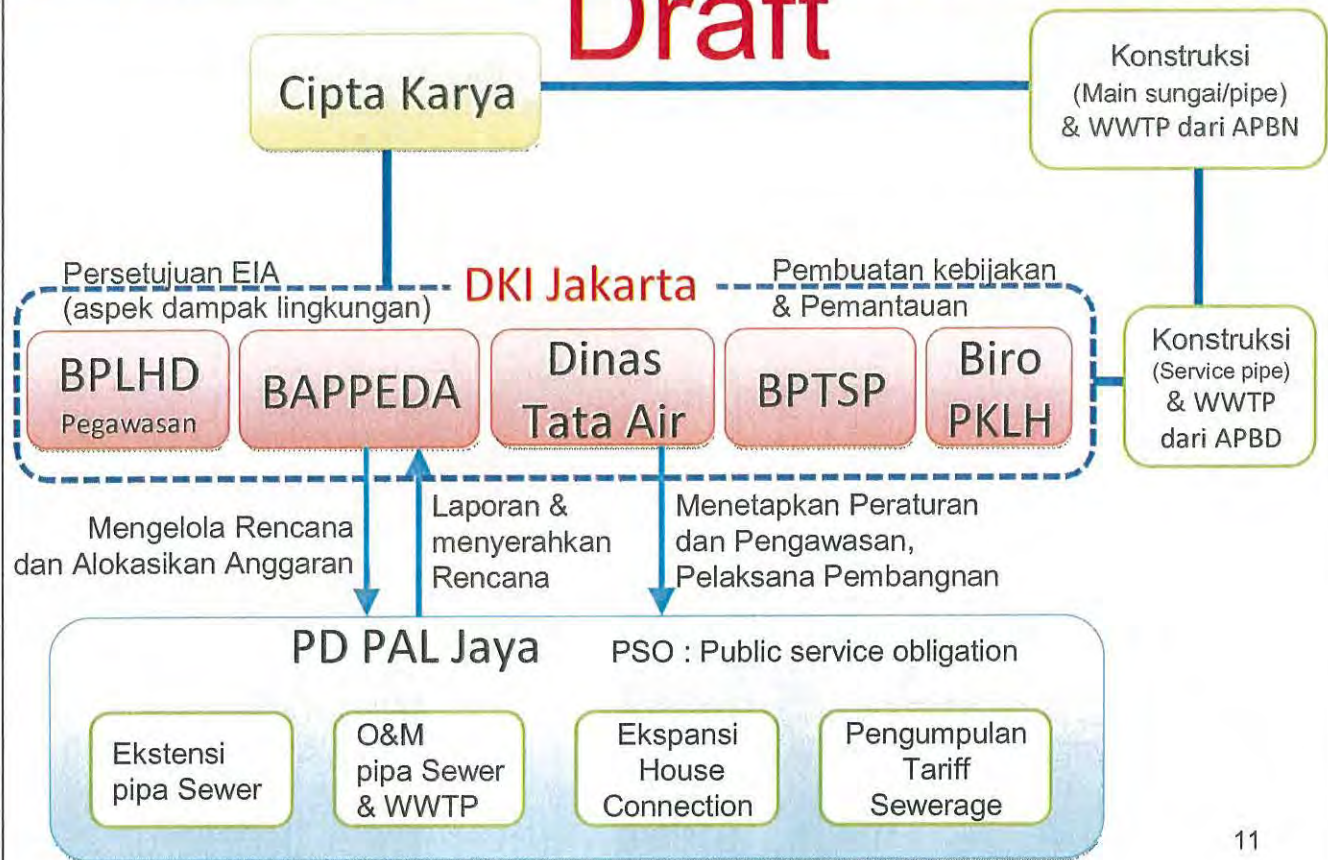 Draft
Cipta Karya
Konstruksi
(Main sungai/pipe)
& WWTP dari APBN
Persetujuan EIA
(aspek dampak lingkungan)
DKI Jakarta
Pembuatan kebijakan
& Pemantauan
BPLHD
Pegawasan
BAPPEDA
Dinas
Tata Air
BPTSP
Biro
PKLH
Konstruksi
(Service pipe)
& WWTP
dari APBD
Mengelola Rencana
dan Alokasikan Anggaran
Laporan &
menyerahkan
Rencana
Menetapkan Peraturan
dan Pengawasan,
Pelaksana Pembangnan
PD PAL Jaya
PSO : Public service obligation
Ekstensi
pipa Sewer
O&M
pipa Sewer
& WWTP
Ekspansi
House
Connection
Pengumpulan
Tariff
Sewerage
11